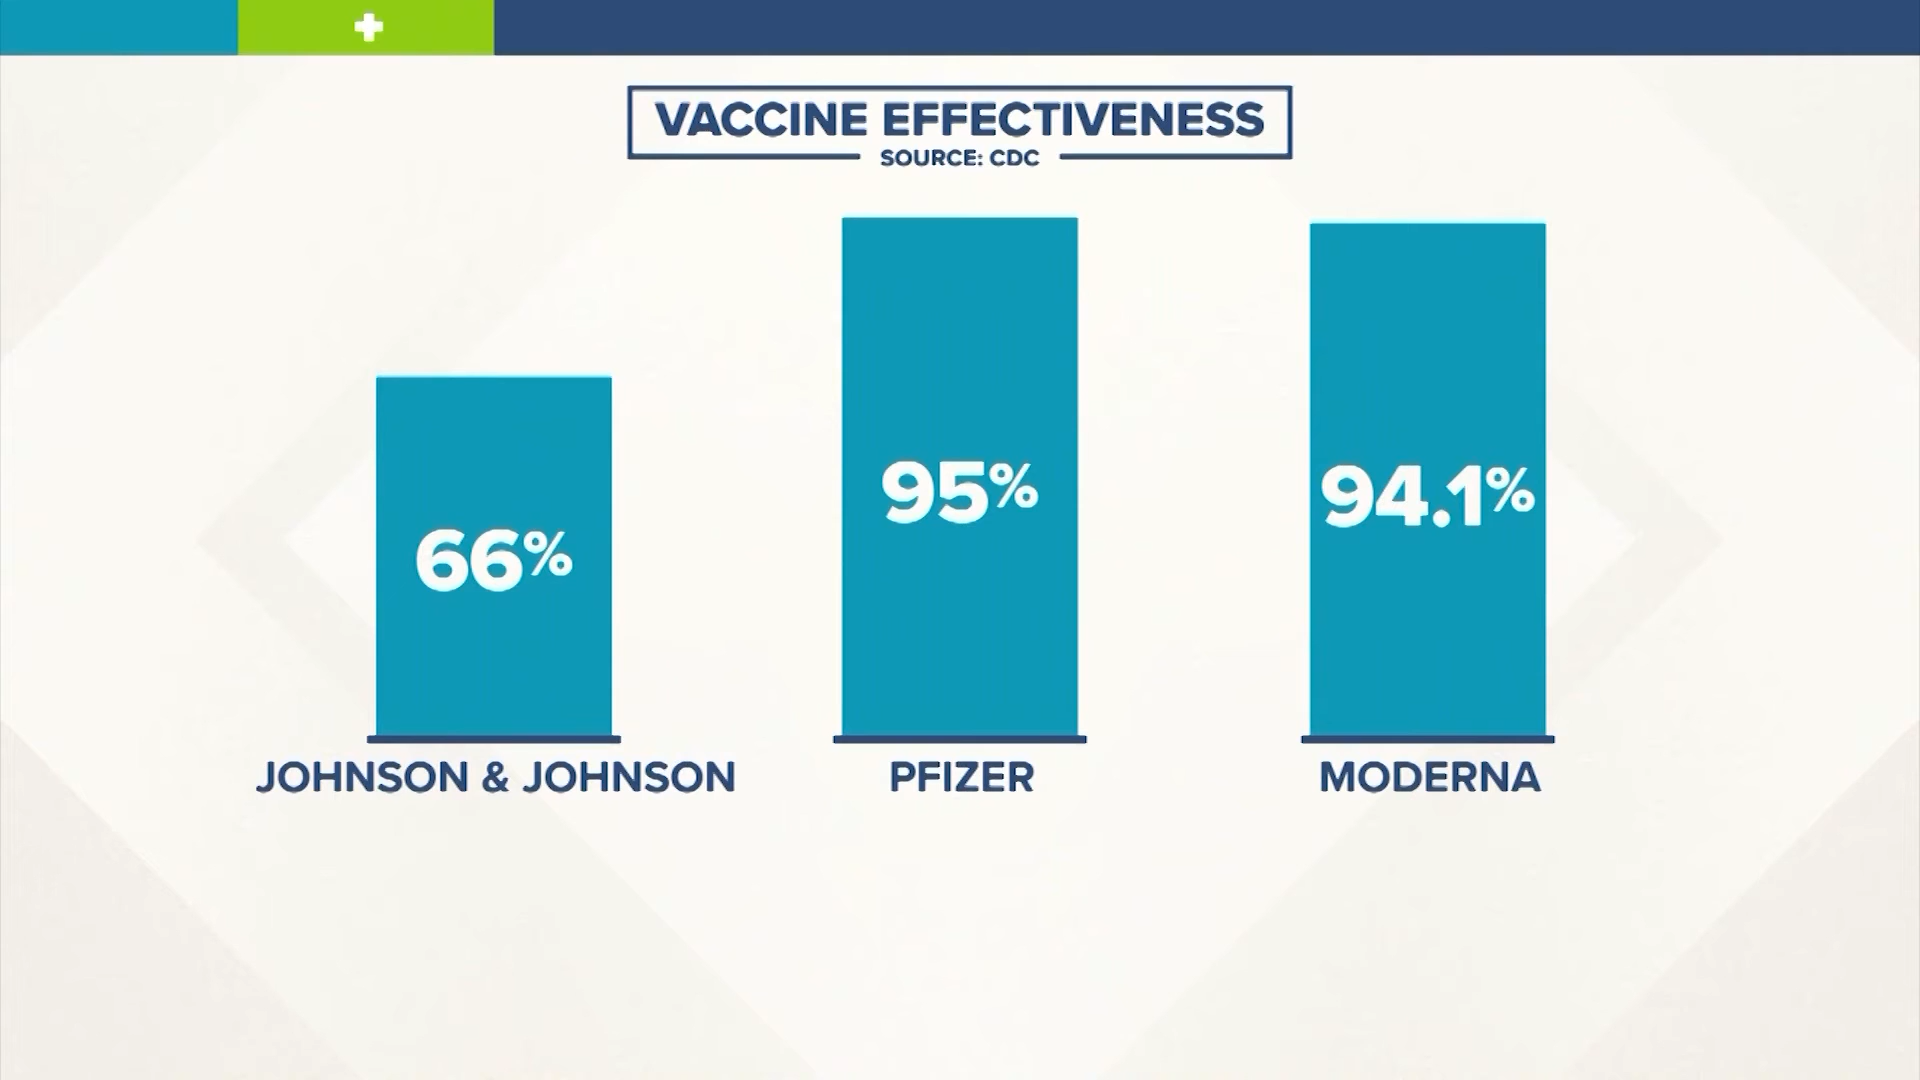 VACCINE EFFECTIVENESS
SOURCE: CDC
66%
95%
94.1%
JOHNSON & JOHNSON
PFIZER
MODERNA